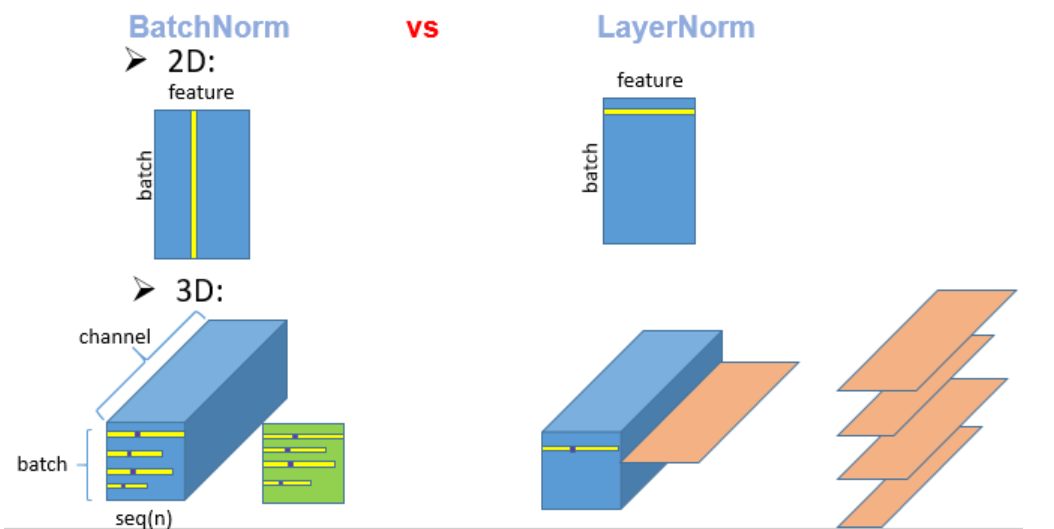 BatchNorm vs LayerNorm
2D:
feature
batch
feature
batch
3D:
channel
batch
seq(n)